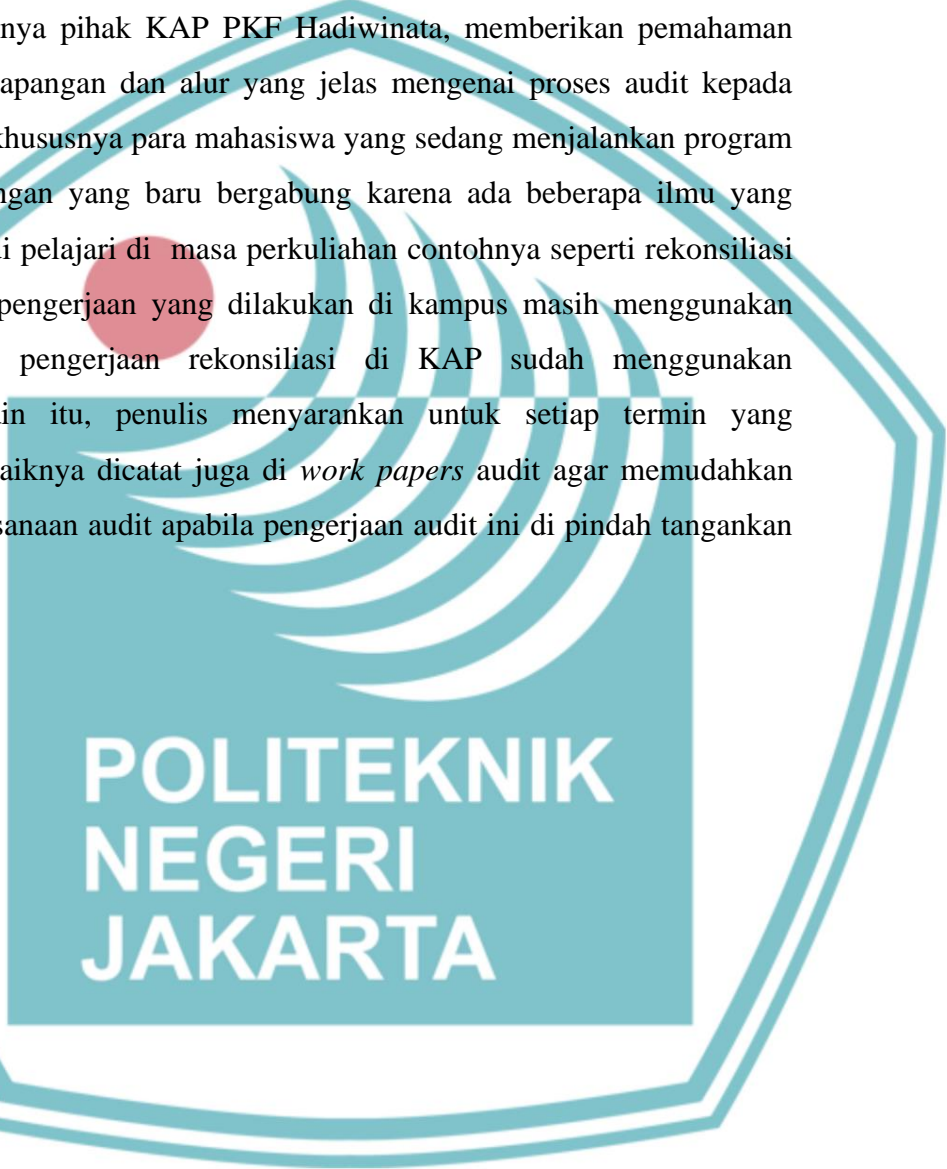 nya pihak KAP PKF Hadiwinata, memberikan pemahaman
apangan dan alur yang jelas mengenai proses audit kepada
khususnya para mahasiswa yang sedang menjalankan program
ngan yang baru bergabung karena ada beberapa ilmu yang
di pelajari di masa perkuliahan contohnya seperti rekonsiliasi
pengerjaan yang dilakukan di kampus masih menggunakan
pengerjaan rekonsiliasi di KAP sudah menggunakan
in itu, penulis menyarankan untuk setiap termin yang
aiknya dicatat juga di work papers audit agar memudahkan
sanaan audit apabila pengerjaan audit ini di pindah tangankan
POLITEKNIK
NEGERI
JAKARTA